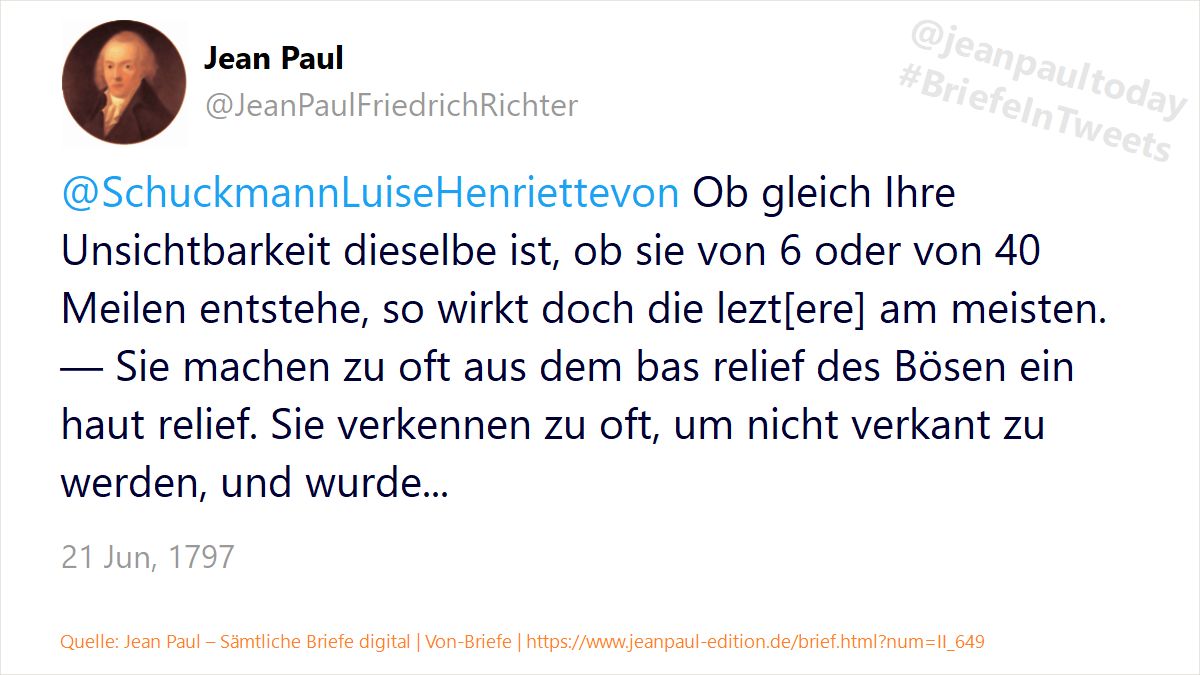 Jean Paul
@JeanPaulFriedrichRichter
@jeanpaultoday
#BriefeInTweets
@SchuckmannLuiseHenriettevon Ob gleich Ihre
Unsichtbarkeit dieselbe ist, ob sie von 6 oder von 40
Meilen entstehe, so wirkt doch die lezt[ere] am meisten.
— Sie machen zu oft aus dem bas relief des Bösen ein
haut relief. Sie verkennen zu oft, um nicht verkant zu
werden, und wurde...
21 Jun, 1797
Quelle: Jean Paul – Sämtliche Briefe digital | Von-Briefe | https://www.jeanpaul-edition.de/brief.html?num=II_649